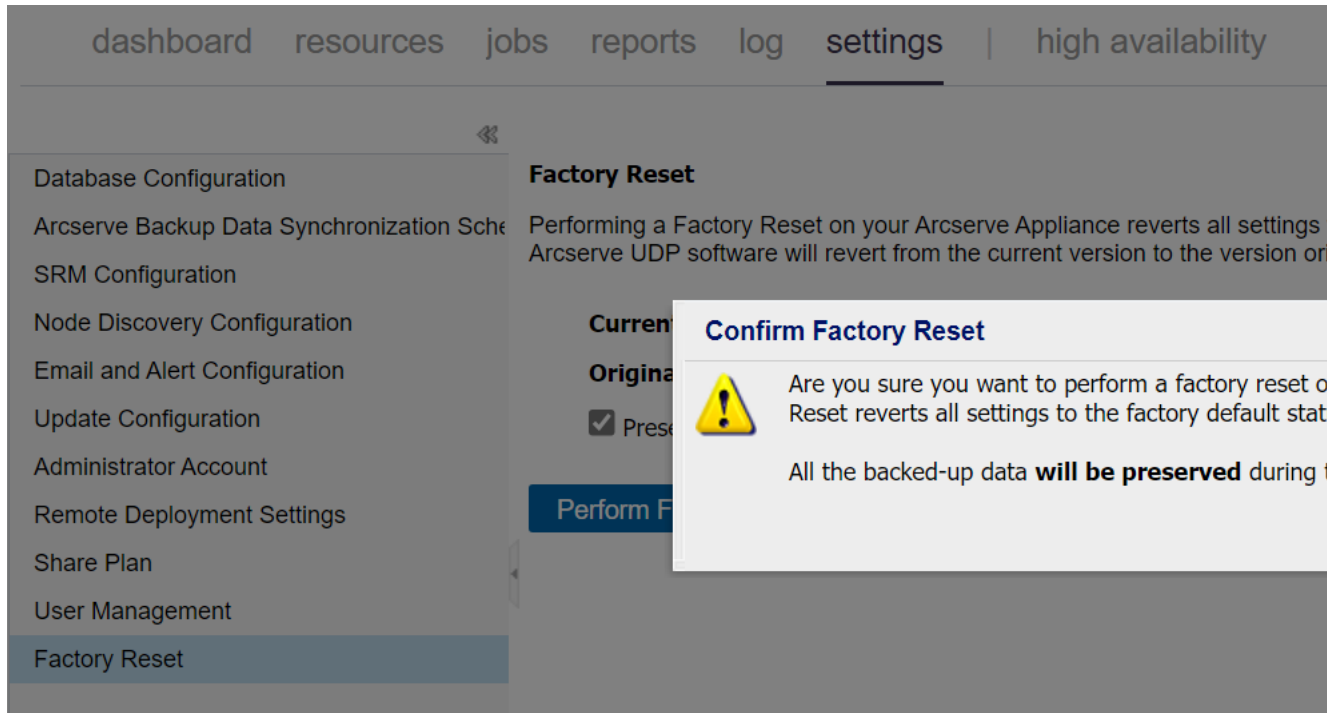 dashboard resources jobs reports log settings | high availability
Database Configuration
Arcserve Backup Data Synchronization Sche
SRM Configuration
Node Discovery Configuration
Email and Alert Configuration
Update Configuration
Administrator Account
Remote Deployment Settings
Share Plan
User Management
Factory Reset
Factory Reset
Performing a Factory Reset on your Arcserve Appliance reverts all settings
Arcserve UDP software will revert from the current version to the version ori
Curren
Origina
Prese
Perform F
Confirm Factory Reset
Are you sure you want to perform a factory reset o
Reset reverts all settings to the factory default stat
All the backed-up data will be preserved during t